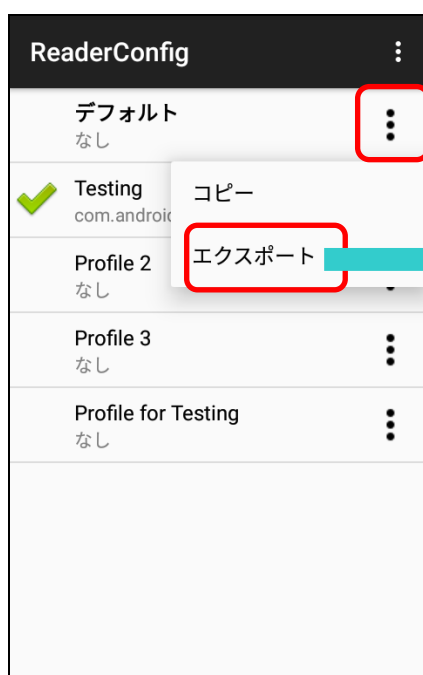 ReaderConfig
デフォルト
なし
Testing
com.android
コピー
エクスポート
Profile 2
なし
Profile 3
なし
Profile for Testing
なし